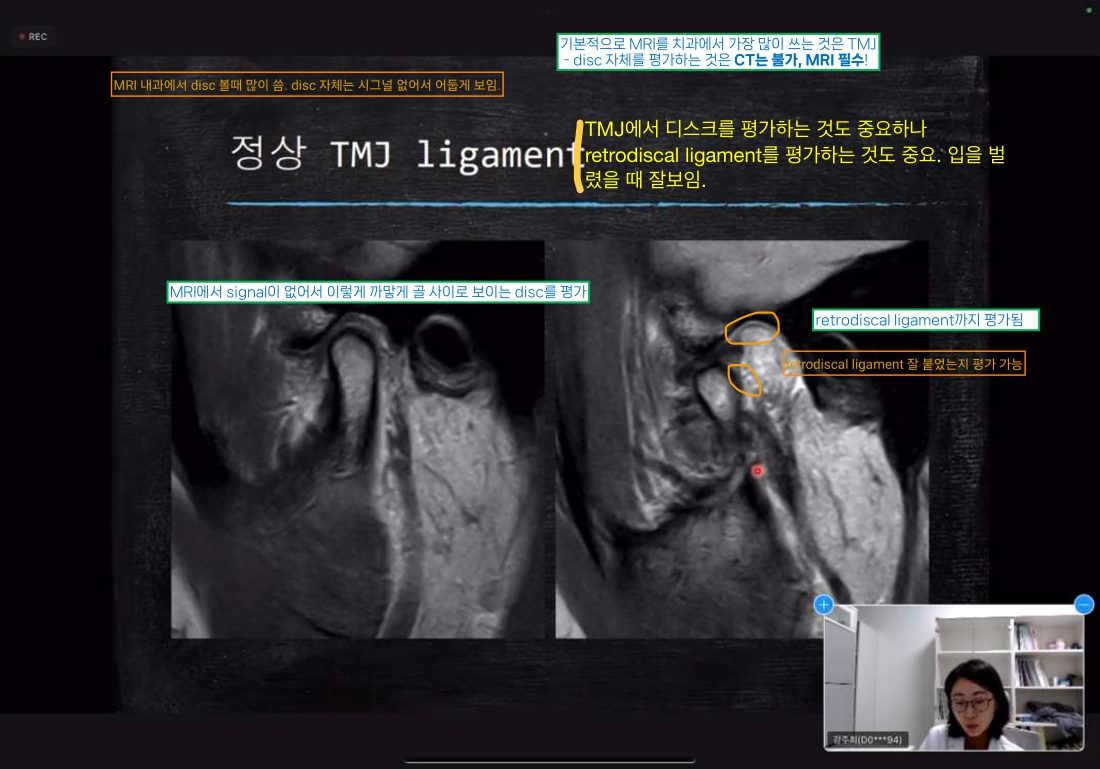 REC
기본적으로 MRI를 치과에서 가장 많이 쓰는 것은 TMJ
- disc 자체를 평가하는 것은 CT는 불가, MRI 필수!
MRI 내과에서 disc 볼때 많이 씀. disc 자체는 시그널 없어서 어둡게 보임.
정상 TMJ ligament
TMJ에서 디스크를 평가하는 것도 중요하나
retrodiscal ligament를 평가하는 것도 중요. 입을 벌
렸을 때 잘보임.
MRI에서 signal이 없어서 이렇게 까맣게 골 사이로 보이는 disc를 평가
retrodiscal ligament까지 평가됨
retrodiscal ligament 잘 붙었는지 평가 가능
강주희(D0***94)